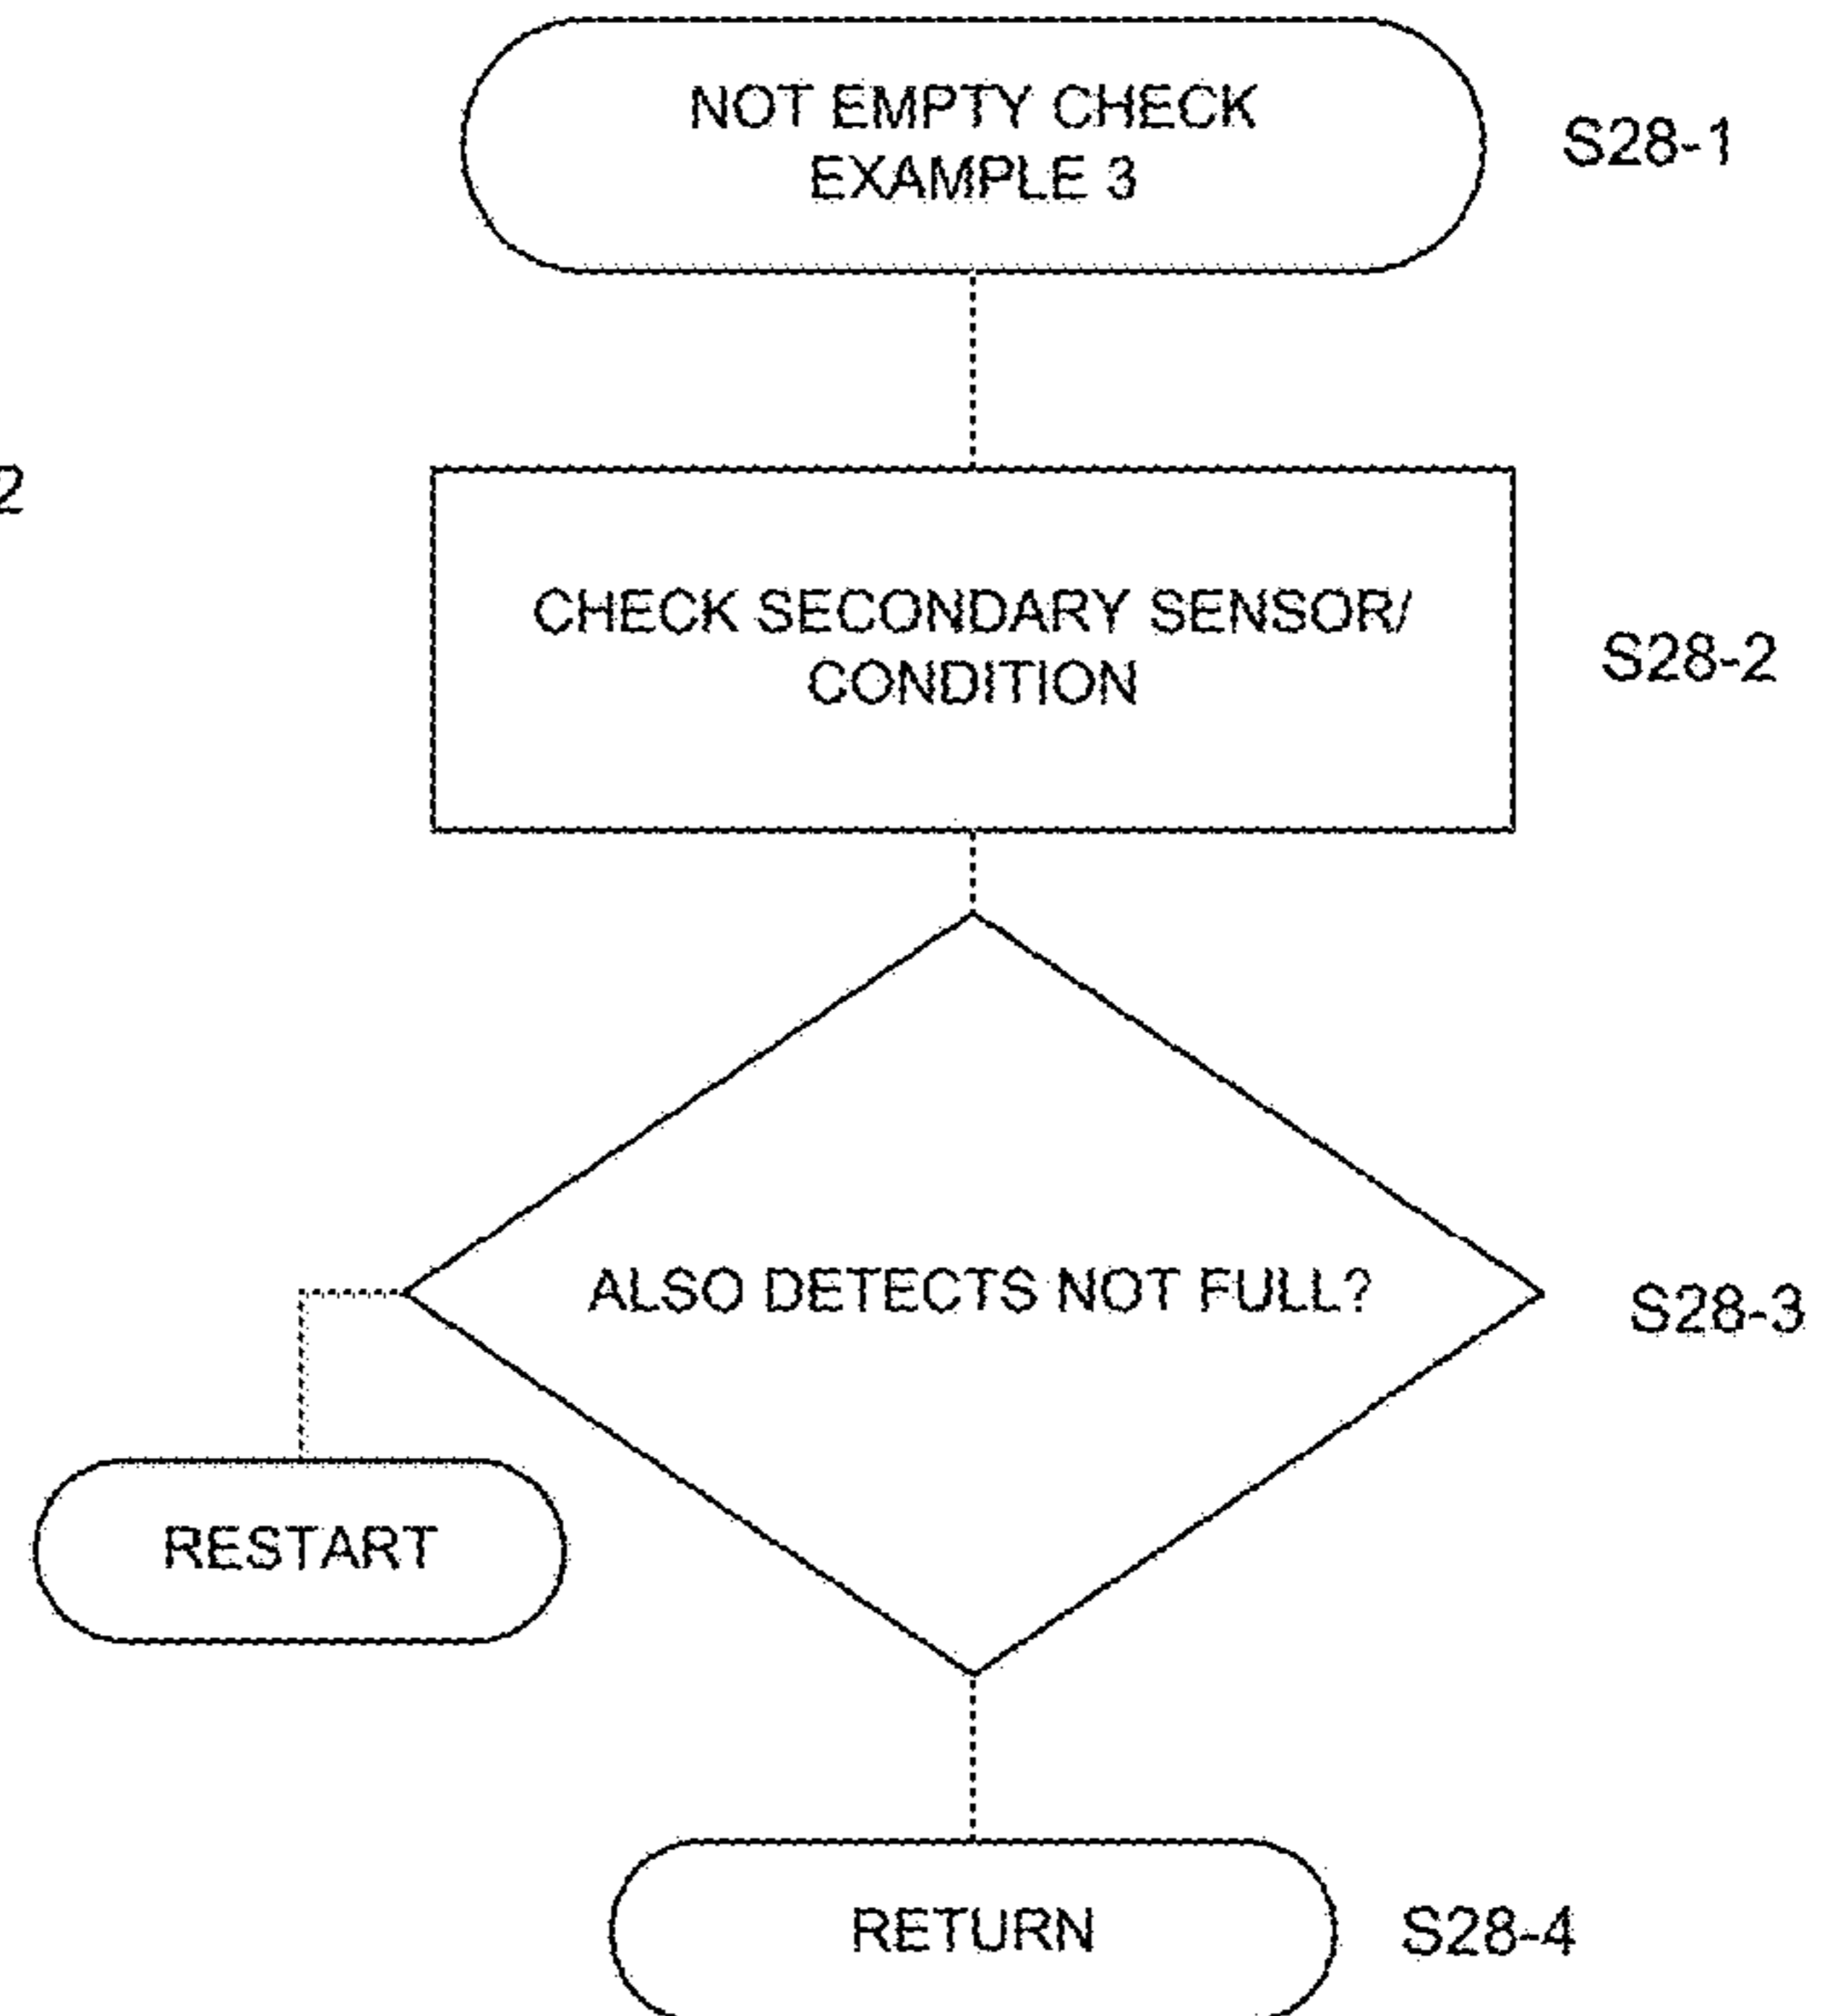 NOT EMPTY CHECK
EXAMPLE 3
S28-1
2
CHECK SECONDARY SENSOR/
CONDITION
S28-2
ALSO DETECTS NOT FULL?
S28-3
RESTART
RETURN
S28-4